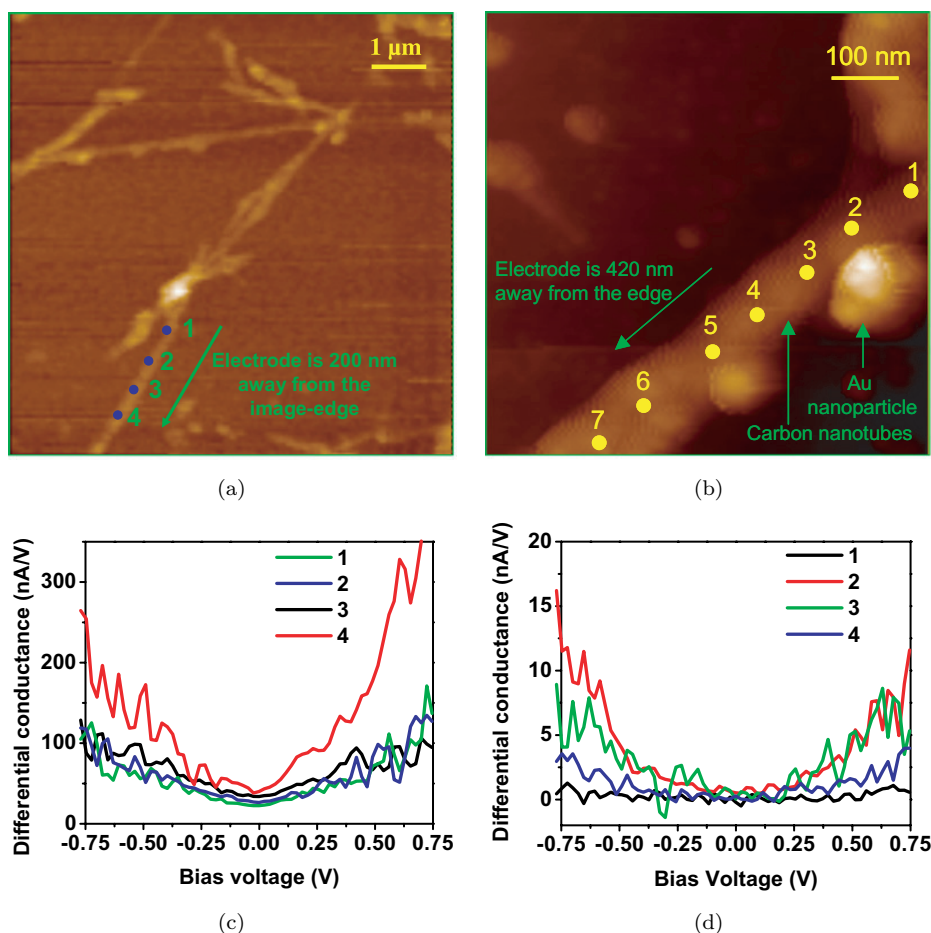 1 μm
1
2
3
4
Electrode is 200 nm
away from the
image-edge
(a)
100 nm
1
2
3
4
5
6
7
Electrode is 420 nm
away from the edge
Au
nanoparticle
Carbon nanotubes
(b)
Differential conductance (nA/V)
300
200
100
0
-0.75 -0.50 -0.25 0.00 0.25 0.50 0.75
Bias voltage (V)
1
2
3
4
(c)
Differential conductance (nA/V)
20
15
10
5
0
-0.75 -0.50 -0.25 0.00 0.25 0.50 0.75
Bias Voltage (V)
1
2
3
4
(d)